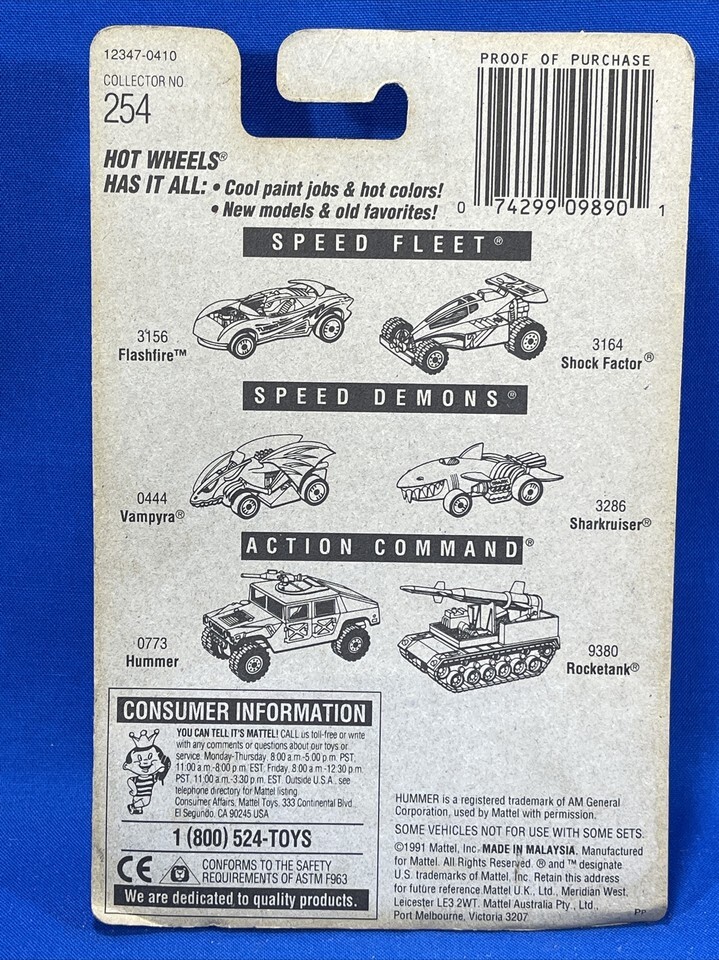 12347-0410
COLLECTOR NO
254
PROOF OF PURCHASE
0 74299 09890 1
HOT WHEELS®
HAS IT ALL: • Cool paint jobs & hot colors!
• New models & old favorites!
SPEED FLEET®
3156
Flashfire™
3164
Shock Factor®
SPEED DEMONS®
0444
Vampyra®
3286
Sharkruiser®
ACTION COMMAND®
0773
Hummer
9380
Rocketank®
CONSUMER INFORMATION
YOU CAN TELL IT'S MATTEL! CALL us toll-free or write
with any comments or questions about our toys or
service. Monday-Thursday, 8:00 a.m.-5:00 p.m. PST,
11:00 a.m.-8:00 p.m. EST; Friday, 8:00 a.m.-12:30 p.m.
PST, 11:00 a.m.-3:30 p.m. EST. Outside U.S.A., see
telephone directory for Mattel listing.
Consumer Affairs, Mattel Toys, 333 Continental Blvd.,
El Segundo, CA 90245 USA
1 (800) 524-TOYS
CE
CONFORMS TO THE SAFETY
REQUIREMENTS OF ASTM F963
We are dedicated to quality products.
HUMMER is a registered trademark of AM General
Corporation, used by Mattel with permission.
SOME VEHICLES NOT FOR USE WITH SOME SETS.
©1991 Mattel, Inc. MADE IN MALAYSIA. Manufactured
for Mattel. All Rights Reserved. ® and ™ designate
U.S. trademarks of Mattel, Inc. Retain this address
for future reference.Mattel U.K., Ltd., Meridian West,
Leicester LE3 2WT. Mattel Australia Pty., Ltd.,
Port Melbourne, Victoria 3207.